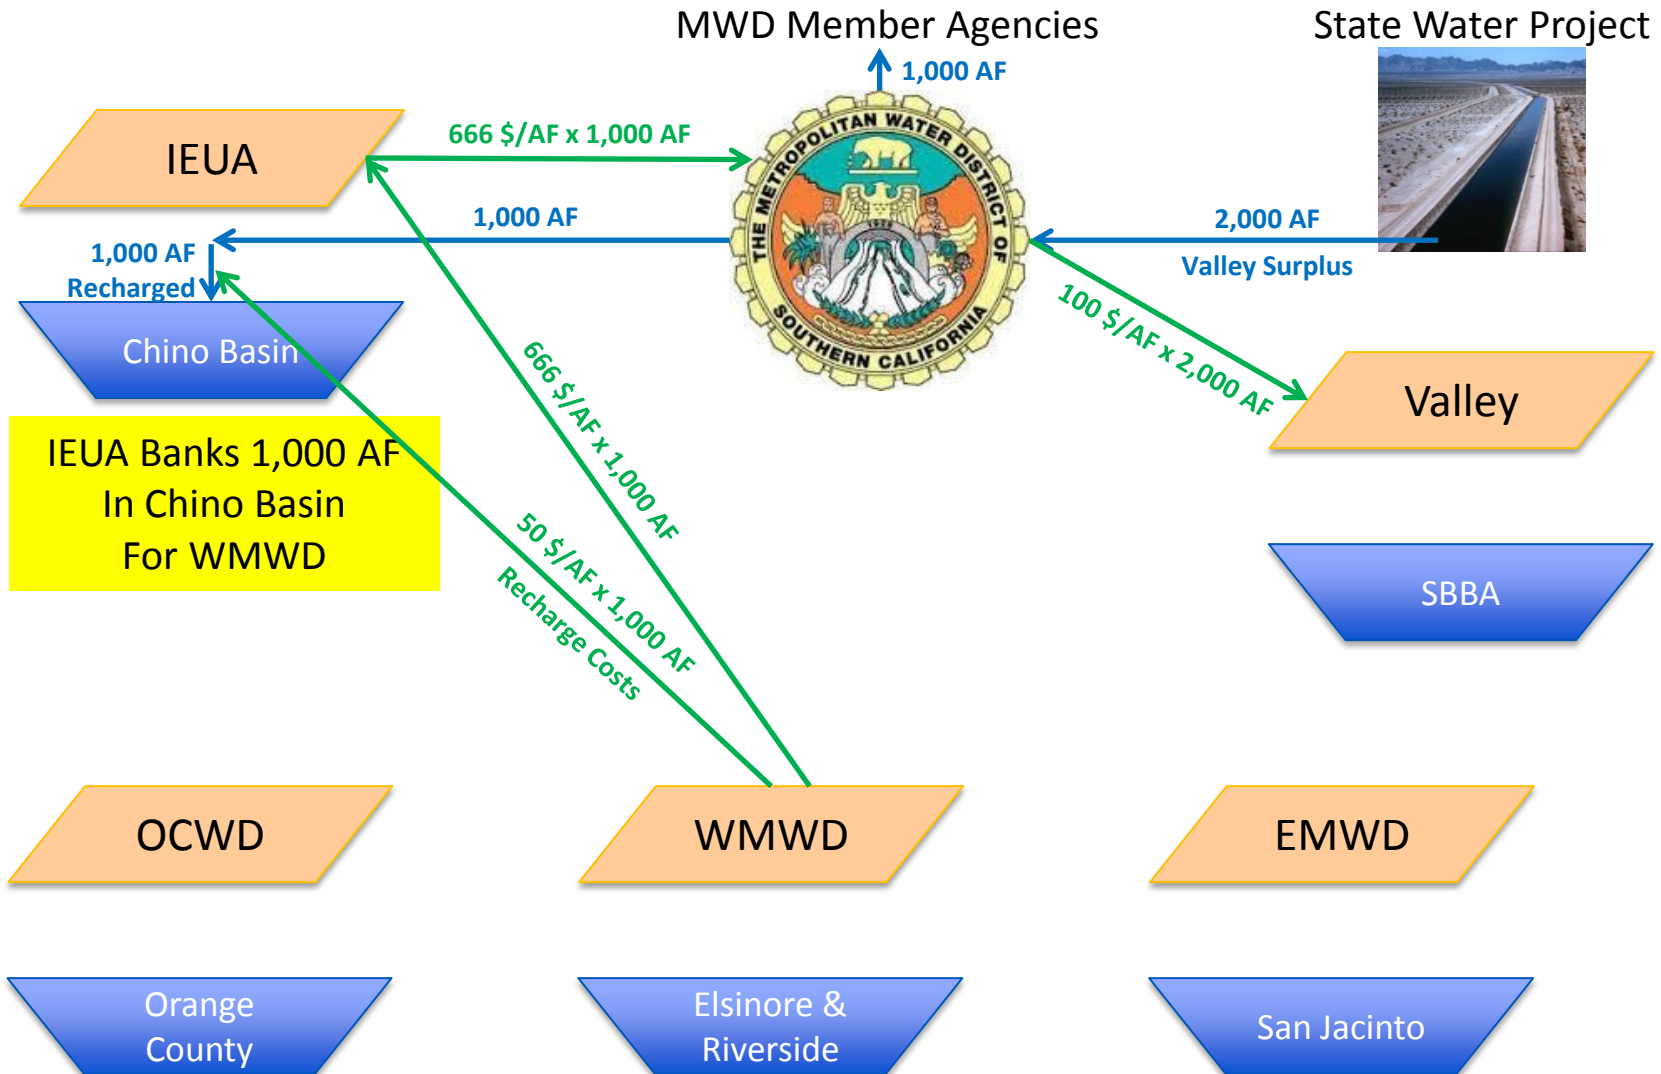 MWD Member Agencies
State Water Project
1,000 AF
IEUA
666 $/AF x 1,000 AF
THE METROPOLITAN WATER DISTRICT OF
SOUTHERN CALIFORNIA
1,000 AF
2,000 AF
Valley Surplus
1,000 AF
Recharged
Chino Basin
100 $/AF x 2,000 AF
Valley
666 $/AF x 1,000 AF
IEUA Banks 1,000 AF
In Chino Basin
For WMWD
50 $/AF x 1,000 AF
Recharge Costs
SBBA
OCWD
WMWD
EMWD
Orange
County
Elsinore &
Riverside
San Jacinto